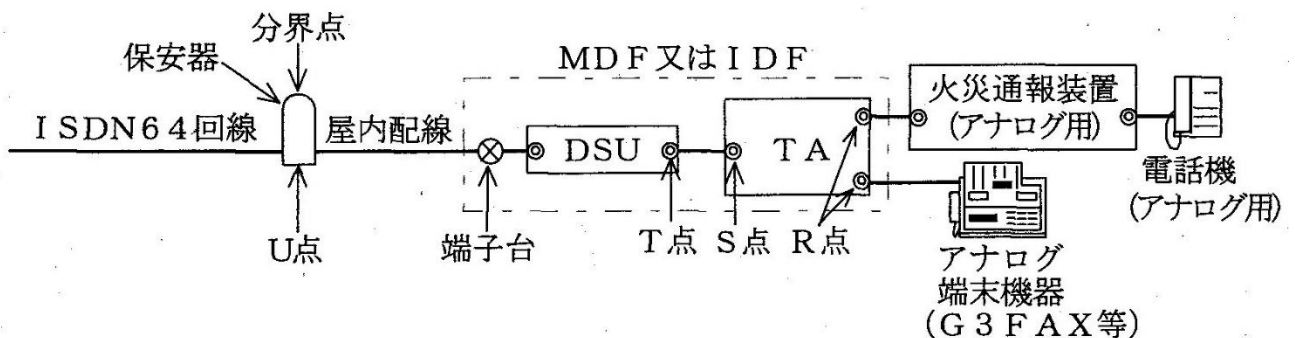 分界点
保安器
MDF又はIDF
ISDN64回線
屋内配線
DSU
TA
火災通報装置
(アナログ用)
電話機
(アナログ用)
U点
端子台
T点
S点
R点
アナログ
端末機器
(G3FAX等)